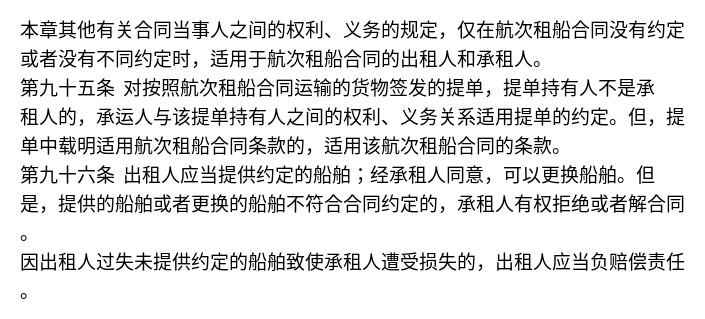 本章其他有关合同当事人之间的权利、义务的规定，仅在航次租船合同没有约定
或者没有不同约定时，适用于航次租船合同的出租人和承租人。
第九十五条 对按照航次租船合同运输的货物签发的提单，提单持有人不是承
租人的，承运人与该提单持有人之间的权利、义务关系适用提单的约定。但，提
单中载明适用航次租船合同条款的，适用该航次租船合同的条款。
第九十六条 出租人应当提供约定的船舶；经承租人同意，可以更换船舶。但
是，提供的船舶或者更换的船舶不符合合同约定的，承租人有权拒绝或者解合同
。
因出租人过失未提供约定的船舶致使承租人遭受损失的，出租人应当负赔偿责任
。